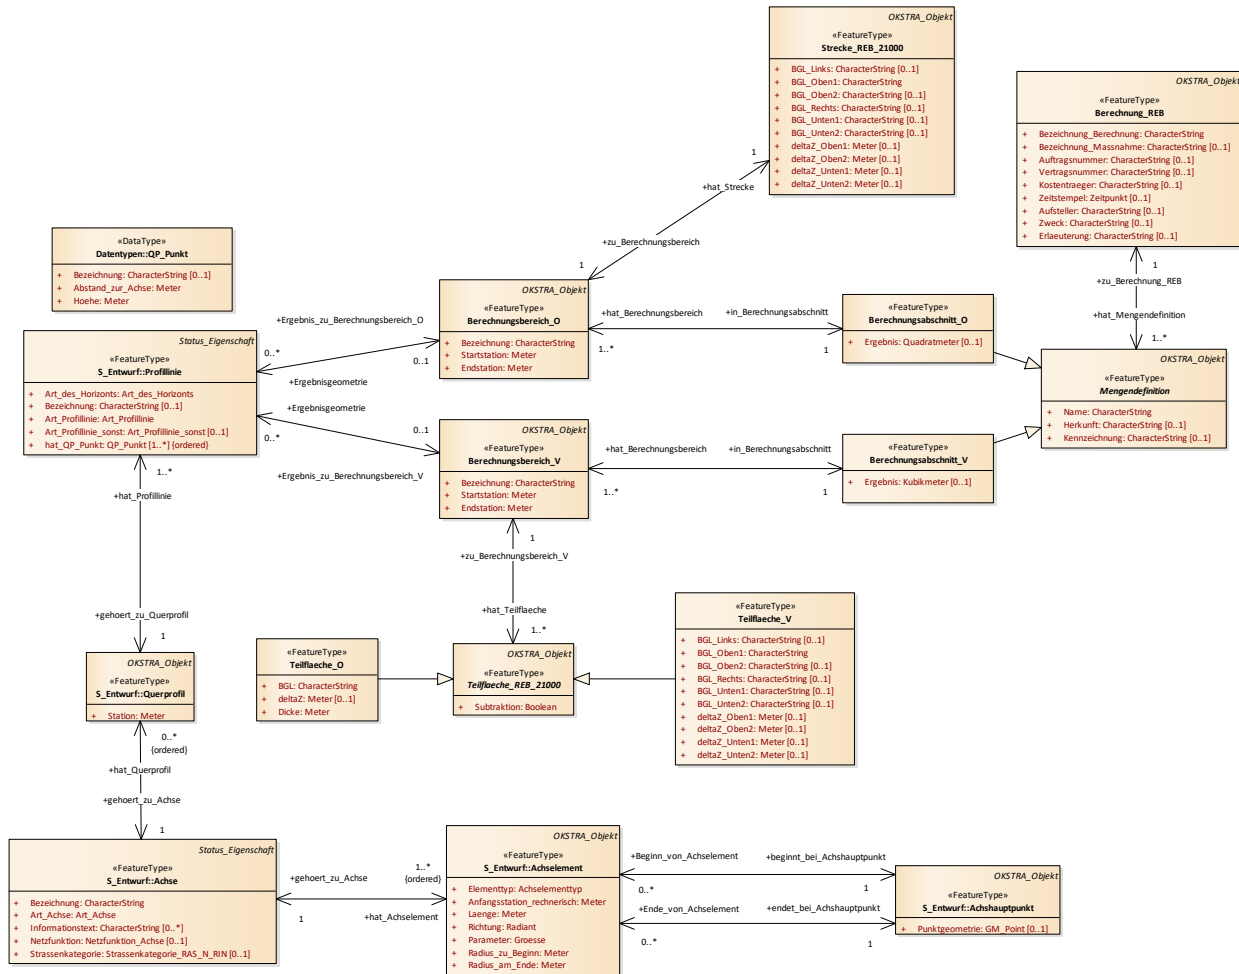 OKSTRA_Objekt
«FeatureType»
Strecke_REB_21000
+ BGL_Links: CharacterString [0..1]
+ BGL_Oben1: CharacterString
+ BGL_Oben2: CharacterString [0..1]
+ BGL_Rechts: CharacterString [0..1]
+ BGL_Unten1: CharacterString [0..1]
+ BGL_Unten2: CharacterString [0..1]
+ deltaZ_Oben1: Meter [0..1]
+ deltaZ_Oben2: Meter [0..1]
+ deltaZ_Unten1: Meter [0..1]
+ deltaZ_Unten2: Meter [0..1]
OKSTRA_Objekt
«FeatureType»
Berechnung_REB
+ Bezeichnung_Berechnung: CharacterString
+ Bezeichnung_Massnahme: CharacterString [0..1]
+ Auftragsnummer: CharacterString [0..1]
+ Vertragsnummer: CharacterString [0..1]
+ Kostentraeger: CharacterString [0..1]
+ Zeitstempel: Zeitpunkt [0..1]
+ Aufsteller: CharacterString [0..1]
+ Zweck: CharacterString [0..1]
+ Erlaeuterung: CharacterString [0..1]
1
+hat_Strecke
+zu_Berechnungsbereich
1
1
+zu_Berechnung_REB
+hat_Mengendefinition
1..*
«DataType»
Datentypen::QP_Punkt
+ Bezeichnung: CharacterString [0..1]
+ Abstand_zur_Achse: Meter
+ Hoehe: Meter
OKSTRA_Objekt
«FeatureType»
Berechnungsbereich_O
+ Bezeichnung: CharacterString
+ Startstation: Meter
+ Endstation: Meter
+hat_Berechnungsbereich
+in_Berechnungsabschnitt
1..*
1
«FeatureType»
Berechnungsabschnitt_O
+ Ergebnis: Quadratmeter [0..1]
OKSTRA_Objekt
«FeatureType»
Mengendefinition
+ Name: CharacterString
+ Herkunft: CharacterString [0..1]
+ Kennzeichnung: CharacterString [0..1]
+Ergebnis_zu_Berechnungsbereich_O
0..*
0..1
+Ergebnisgeometrie
Status_Eigenschaft
«FeatureType»
S_Entwurf::Profillinie
+ Art_des_Horizonts: Art_des_Horizonts
+ Bezeichnung: CharacterString [0..1]
+ Art_Profillinie: Art_Profillinie
+ Art_Profillinie_sonst: Art_Profillinie_sonst [0..1]
+ hat_QP_Punkt: QP_Punkt [1..*] {ordered}
+Ergebnisgeometrie
0..*
0..1
+Ergebnis_zu_Berechnungsbereich_V
OKSTRA_Objekt
«FeatureType»
Berechnungsbereich_V
+ Bezeichnung: CharacterString
+ Startstation: Meter
+ Endstation: Meter
+hat_Berechnungsbereich
+in_Berechnungsabschnitt
1..*
1
«FeatureType»
Berechnungsabschnitt_V
+ Ergebnis: Kubikmeter [0..1]
1..*
+hat_Profillinie
+gehoert_zu_Querprofil
1
1
+zu_Berechnungsbereich_V
+hat_Teilflaeche
1..*
OKSTRA_Objekt
«FeatureType»
S_Entwurf::Querprofil
+ Station: Meter
«FeatureType»
Teilflaeche_O
+ BGL: CharacterString
+ deltaZ: Meter [0..1]
+ Dicke: Meter
OKSTRA_Objekt
«FeatureType»
Teilflaeche_REB_21000
+ Subtraktion: Boolean
«FeatureType»
Teilflaeche_V
+ BGL_Links: CharacterString [0..1]
+ BGL_Oben1: CharacterString
+ BGL_Oben2: CharacterString [0..1]
+ BGL_Rechts: CharacterString [0..1]
+ BGL_Unten1: CharacterString [0..1]
+ BGL_Unten2: CharacterString [0..1]
+ deltaZ_Oben1: Meter [0..1]
+ deltaZ_Oben2: Meter [0..1]
+ deltaZ_Unten1: Meter [0..1]
+ deltaZ_Unten2: Meter [0..1]
0..*
{ordered}
+hat_Querprofil
+gehoert_zu_Achse
1
Status_Eigenschaft
«FeatureType»
S_Entwurf::Achse
+ Bezeichnung: CharacterString
+ Art_Achse: Art_Achse
+ Informationstext: CharacterString [0..*]
+ Netzfunktion: Netzfunktion_Achse [0..1]
+ Strassenkategorie: Strassenkategorie_RAS_N_RIN [0..1]
+gehoert_zu_Achse
1..*
{ordered}
1
+hat_Achselement
OKSTRA_Objekt
«FeatureType»
S_Entwurf::Achselement
+ Elementtyp: Achselementtyp
+ Anfangsstation_rechnerisch: Meter
+ Laenge: Meter
+ Richtung: Radiant
+ Parameter: Groesse
+ Radius_zu_Beginn: Meter
+ Radius_am_Ende: Meter
+Beginn_von_Achselement
+beginnt_bei_Achshauptpunkt
0..*
1
+Ende_von_Achselement
+endet_bei_Achshauptpunkt
0..*
1
OKSTRA_Objekt
«FeatureType»
S_Entwurf::Achshauptpunkt
+ Punktgeometrie: GM_Point [0..1]